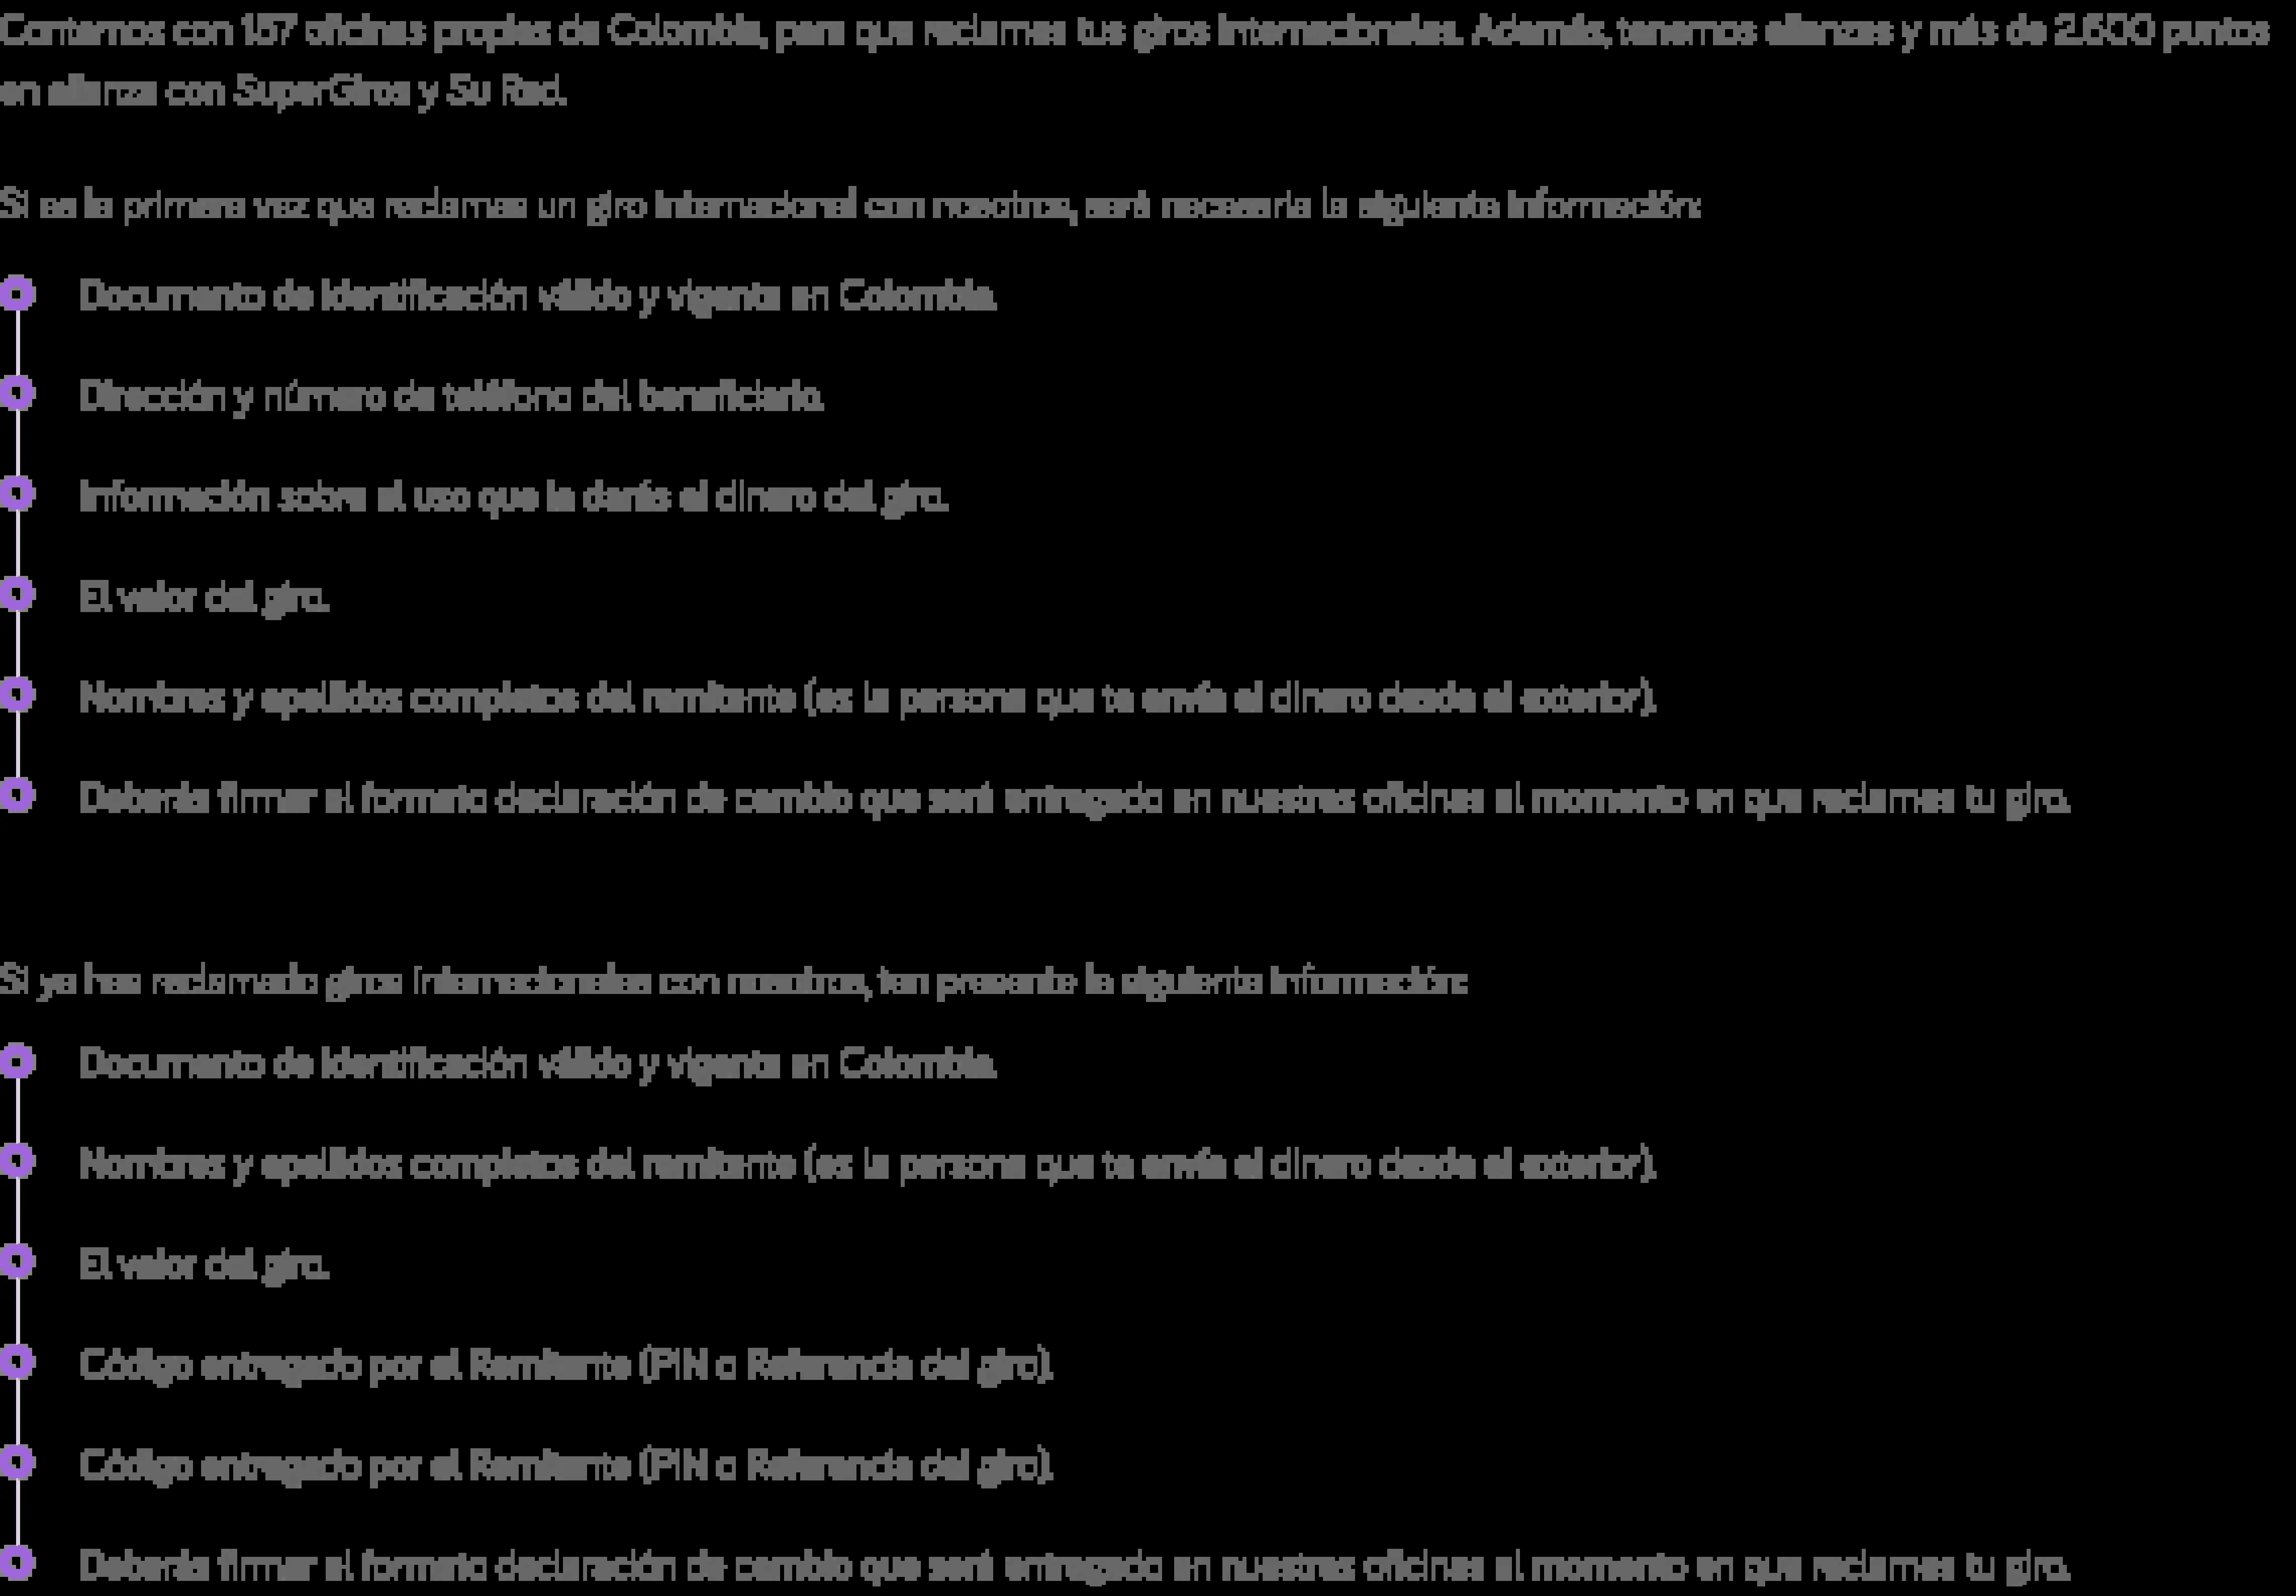 Contamos con 157 oficinas propias de Colombia, para que reclames tus giros internacionales. Además, tenemos alianzas y más de 2.600 puntos
en alianza con SuperGiros y Su Red.
Si es la primera vez que reclamas un giro internacional con nosotros, será necesaria la siguiente información:
Documento de identificación válido y vigente en Colombia.
Dirección y número de teléfono del beneficiario.
Información sobre el uso que le darás al dinero del giro.
El valor del giro.
Nombres y apellidos completos del remitente (es la persona que te envía el dinero desde el exterior).
Deberás firmar el formato declaración de cambio que será entregado en nuestras oficinas al momento en que reclames tu giro.
Si ya has reclamado giros internacionales con nosotros, ten presente la siguiente información:
Documento de identificación válido y vigente en Colombia.
Nombres y apellidos completos del remitente (es la persona que te envía el dinero desde el exterior).
El valor del giro.
Código entregado por el Remitente (PIN o Referencia del giro).
Código entregado por el Remitente (PIN o Referencia del giro).
Deberás firmar el formato declaración de cambio que será entregado en nuestras oficinas al momento en que reclames tu giro.